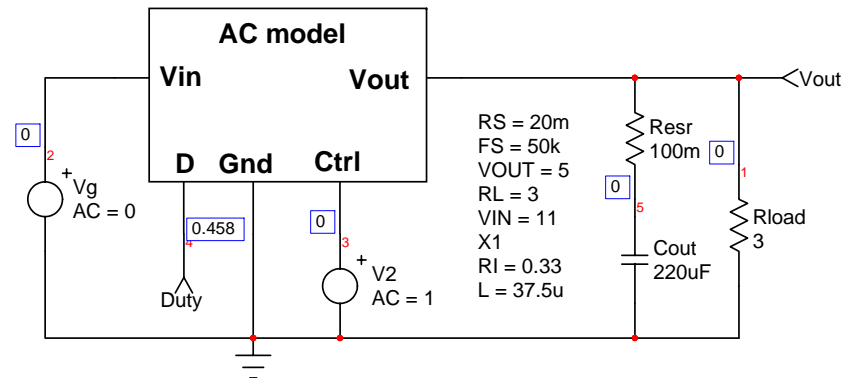 AC model
Vin
Vout
Vout
D
Gnd
Ctrl
0
2
+
Vg
AC = 0
0.458
4
Duty
0
3
+
V2
AC = 1
RS = 20m
FS = 50k
VOUT = 5
RL = 3
VIN = 11
X1
RI = 0.33
L = 37.5u
Resr
100m
0
5
Cout
220uF
0
1
Rload
3